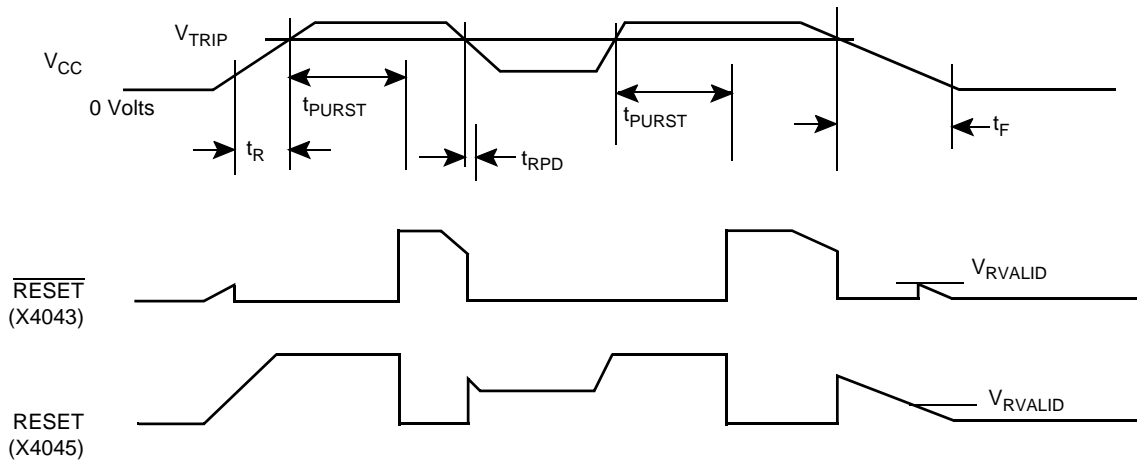 V_TRIP
V_CC
0 Volts
t_PURST
t_PURST
t_F
t_R
t_RPD
V_RVALID
RESET
(X4043)
V_RVALID
RESET
(X4045)